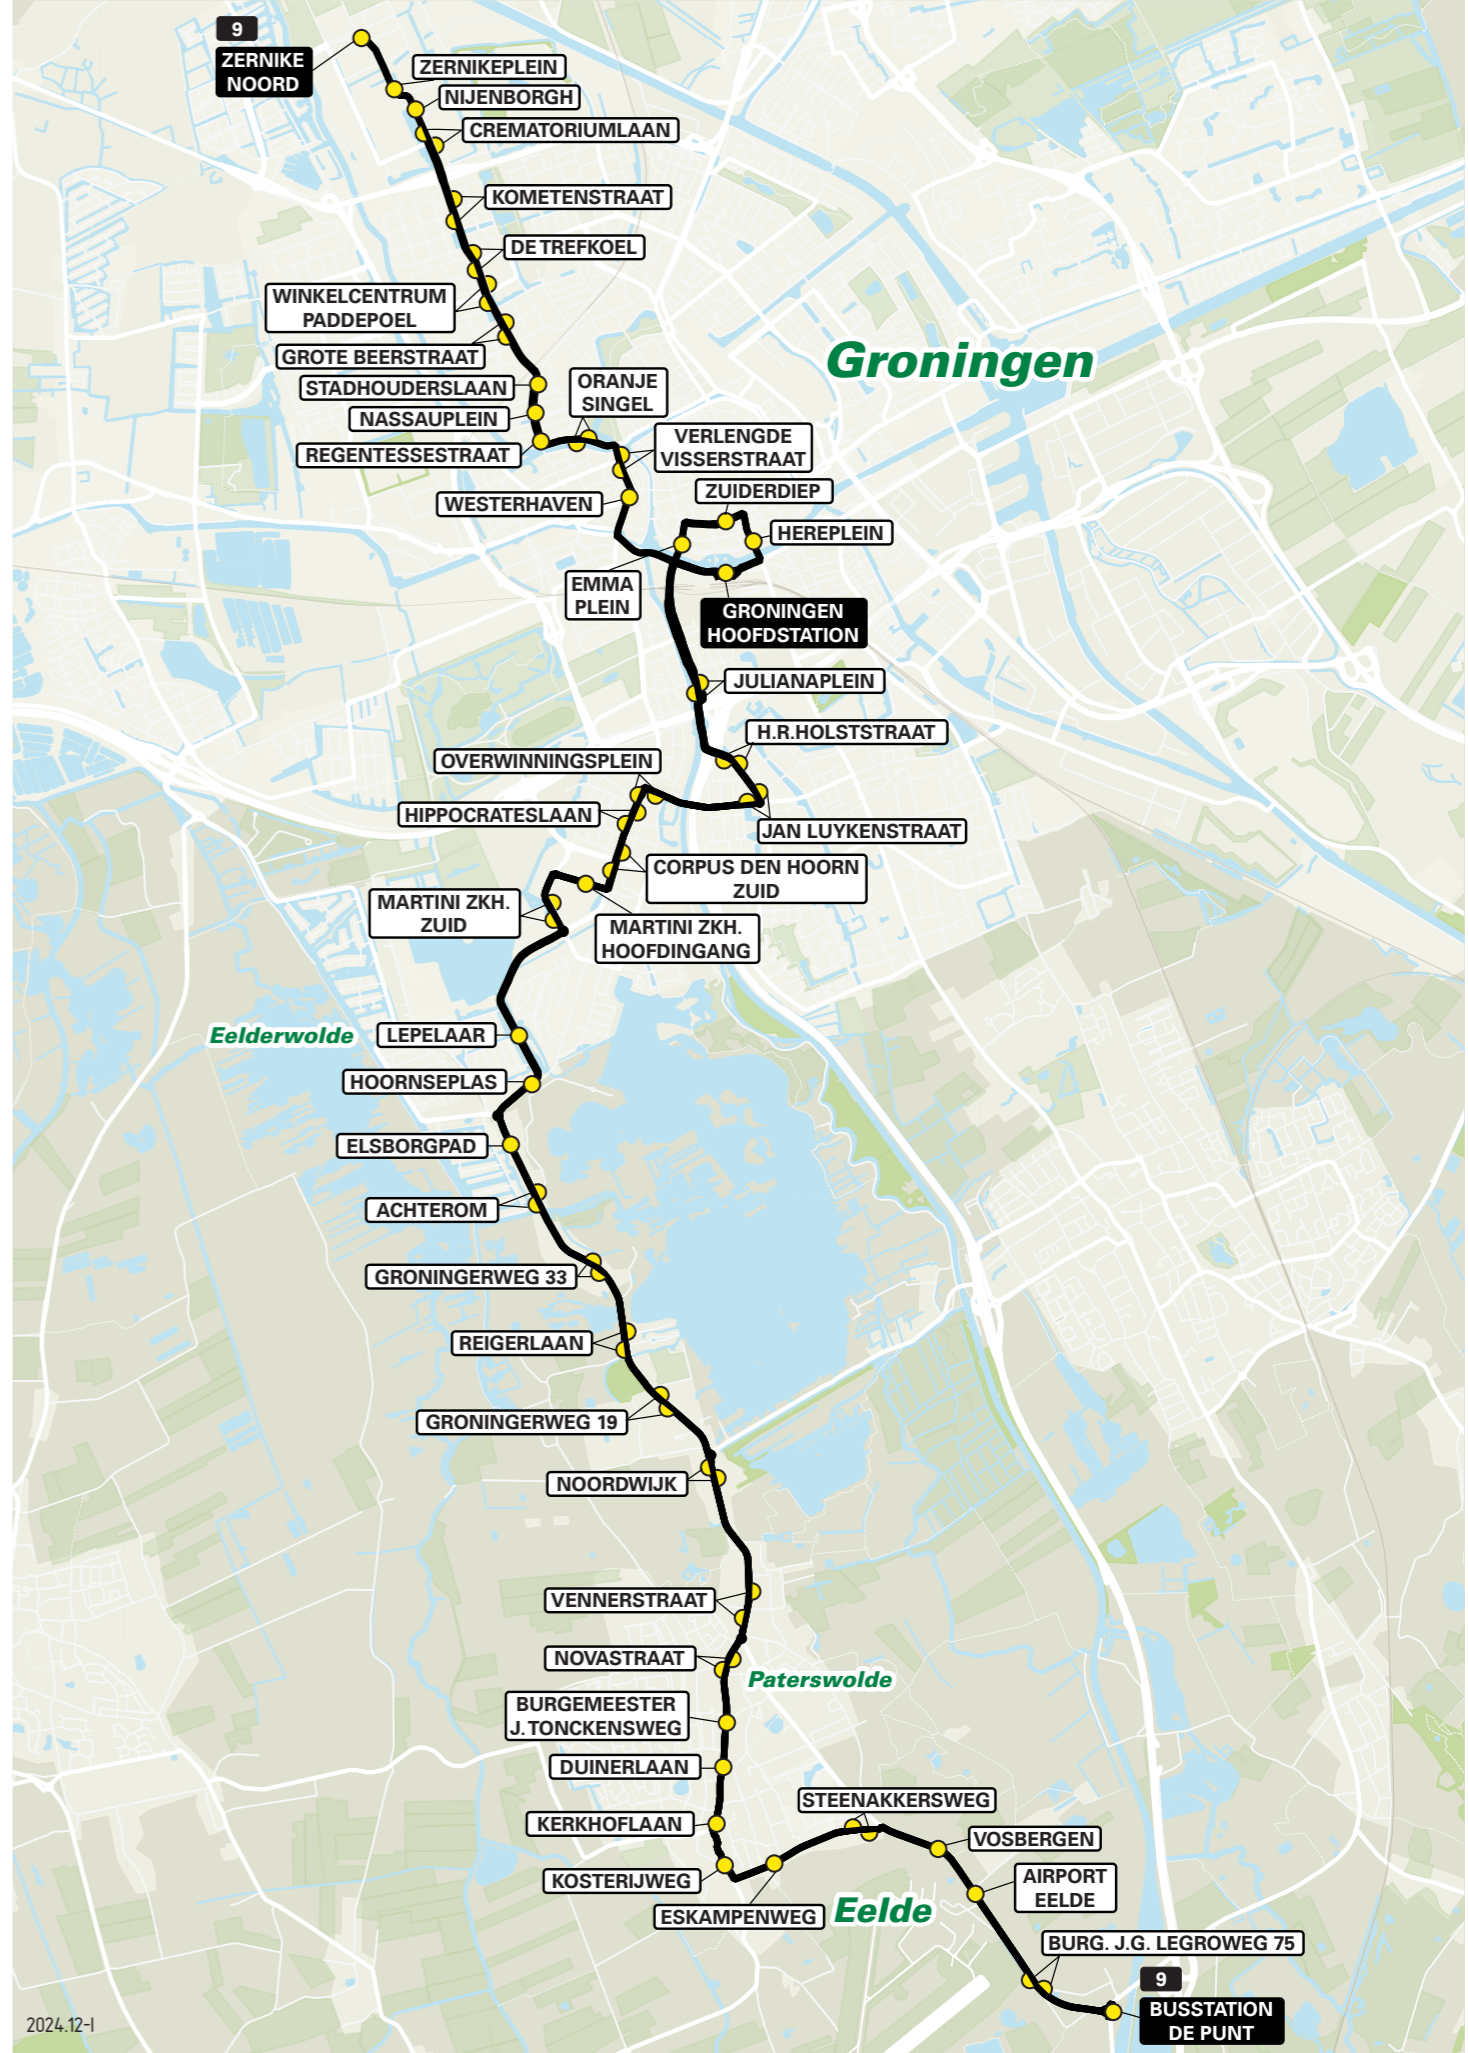 9
ZERNIKE
NOORD
ZERNIKEPLEIN
NIJENBORGH
CREMATORIUMLAAN
KOMETENSTRAAT
DE TREFKOEL
WINKELCENTRUM
PADDEPOEL
GROTE BEERSTRAAT
STADHOUDERSLAAN
NASSAUPLEIN
REGENTESSESTRAAT
ORANJE
SINGEL
VERLENGDE
VISSERSTRAAT
WESTERHAVEN
ZUIDERDIEP
HEREPLEIN
EMMA
PLEIN
GRONINGEN
HOOFDSTATION
Groningen
JULIANAPLEIN
H.R.HOLSTSTRAAT
OVERWINNINGSPLEIN
HIPPOCRATESLAAN
JAN LUYKENSTRAAT
CORPUS DEN HOORN
ZUID
MARTINI ZKH.
ZUID
MARTINI ZKH.
HOOFDINGANG
Eelderwolde
LEPELAAR
HOORNSEPLAS
ELSBORGPAD
ACHTEROM
GRONINGERWEG 33
REIGERLAAN
GRONINGERWEG 19
NOORDWIJK
VENNERSTRAAT
NOVASTRAAT
Paterswolde
BURGEMEESTER
J. TONCKENSWEG
DUINERLAAN
KERKHOFLAAN
STEENAKKERSWEG
VOSBERGEN
KOSTERIJWEG
AIRPORT
EELDE
ESKAMPENWEG
Eelde
BURG. J.G. LEGROWEG 75
9
BUSSTATION
DE PUNT
2024.12-I